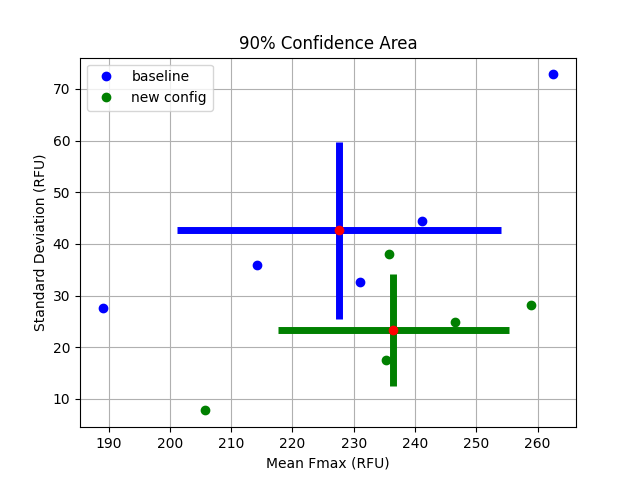 90% Confidence Area
baseline
new config
70
60
50
40
30
20
10
Standard Deviation (RFU)
190 200 210 220 230 240 250 260
Mean Fmax (RFU)